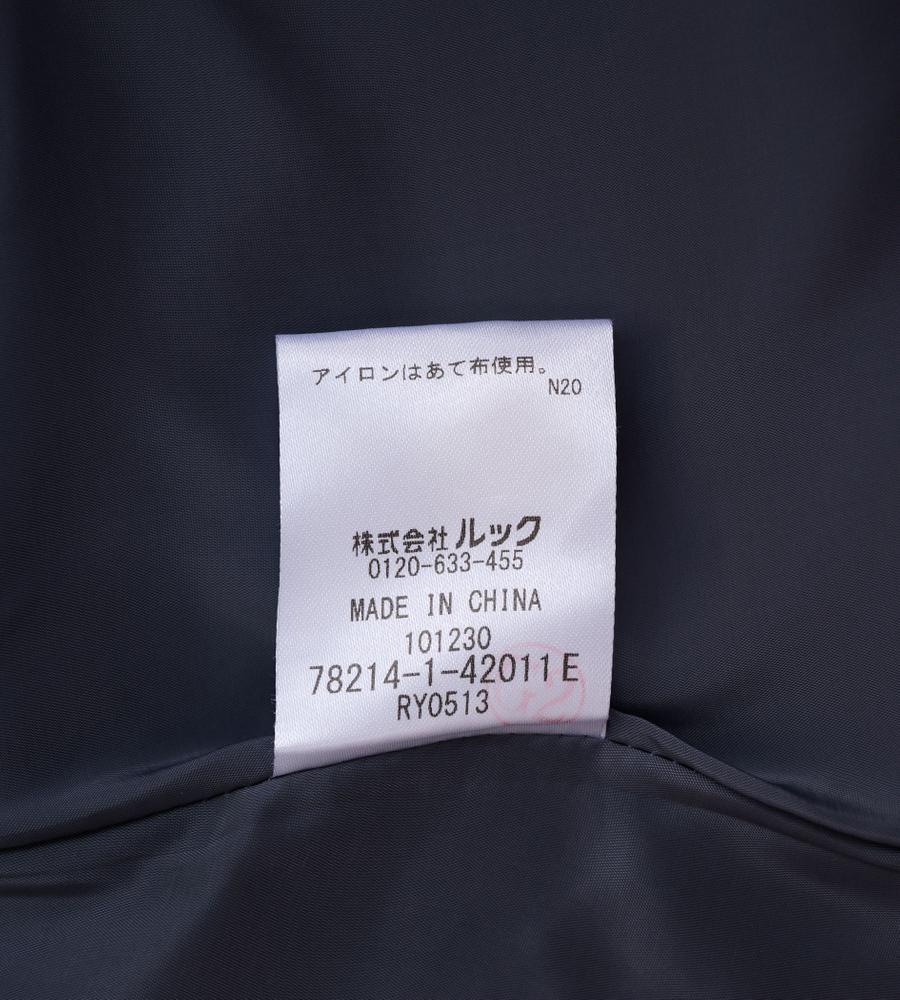 アイロンはあて布使用。
N20
株式会社ルック
0120-633-455
MADE IN CHINA
101230
78214-1-42011E
RY0513